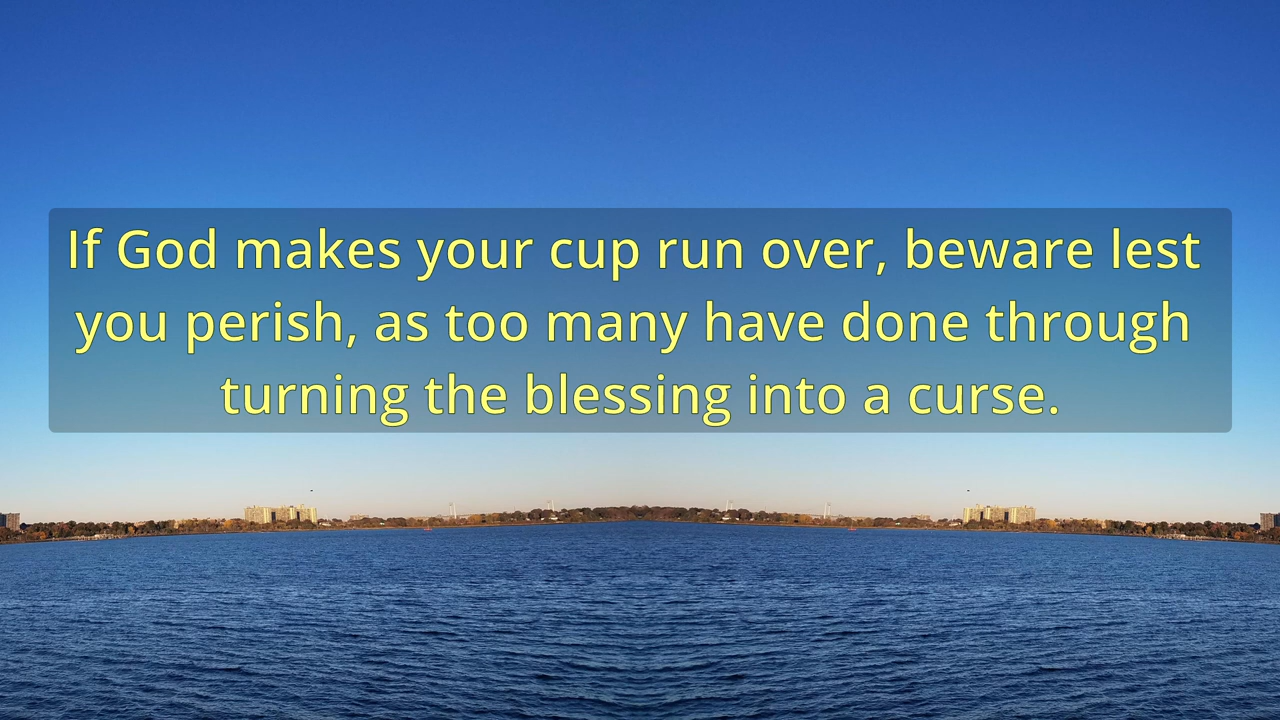 If God makes your cup run over, beware lest
you perish, as too many have done through
turning the blessing into a curse.